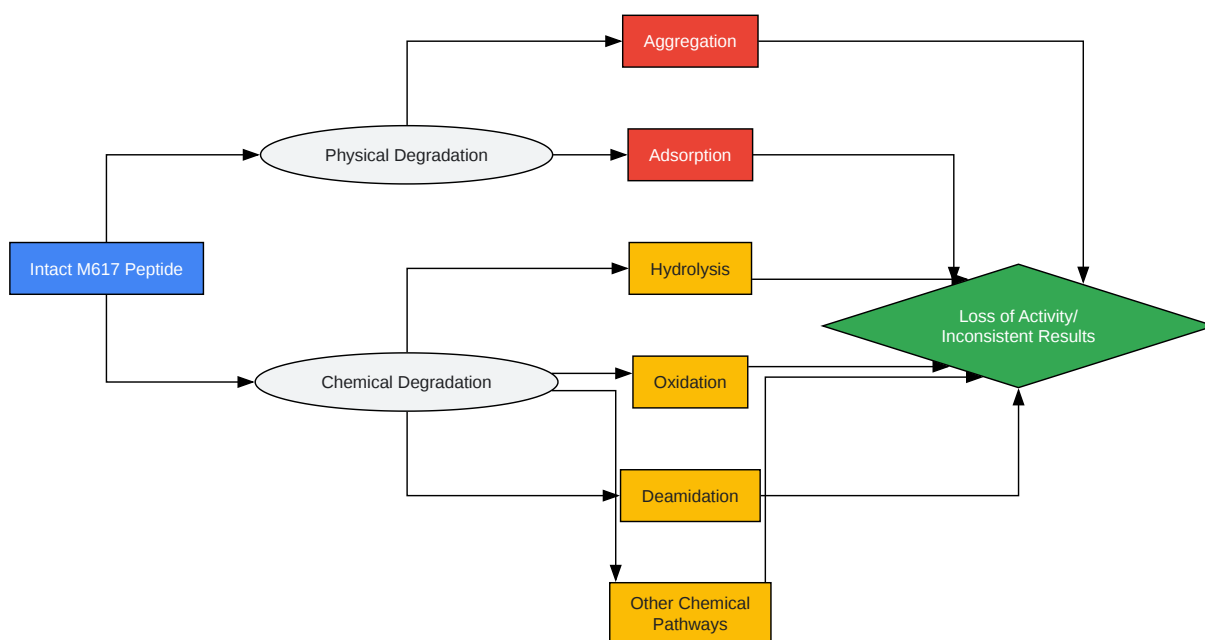 Aggregation
Physical Degradation
Adsorption
Intact M617 Peptide
Hydrolysis
Loss of Activity/
Inconsistent Results
Chemical Degradation
Oxidation
Deamidation
Other Chemical
Pathways